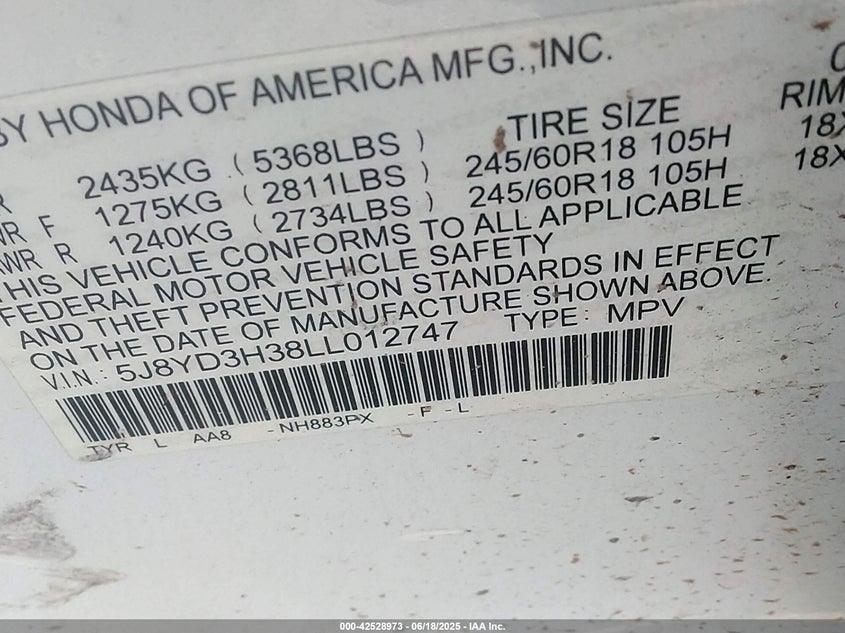 BY HONDA OF AMERICA MFG.,INC.
2435KG ( 5368LBS ) TIRE SIZE RIM
WR F 1275KG ( 2811LBS ) 245/60R18 105H 18X
AWR R 1240KG ( 2734LBS ) 245/60R18 105H 18X
THIS VEHICLE CONFORMS TO ALL APPLICABLE
FEDERAL MOTOR VEHICLE SAFETY
AND THEFT PREVENTION STANDARDS IN EFFECT
ON THE DATE OF MANUFACTURE SHOWN ABOVE.
V.I.N.: 5J8YD3H38LL012747 TYPE: MPV
TYR L AA8 - NH883PX - F - L
000-42528973 - 06/18/2025 - IAA Inc.